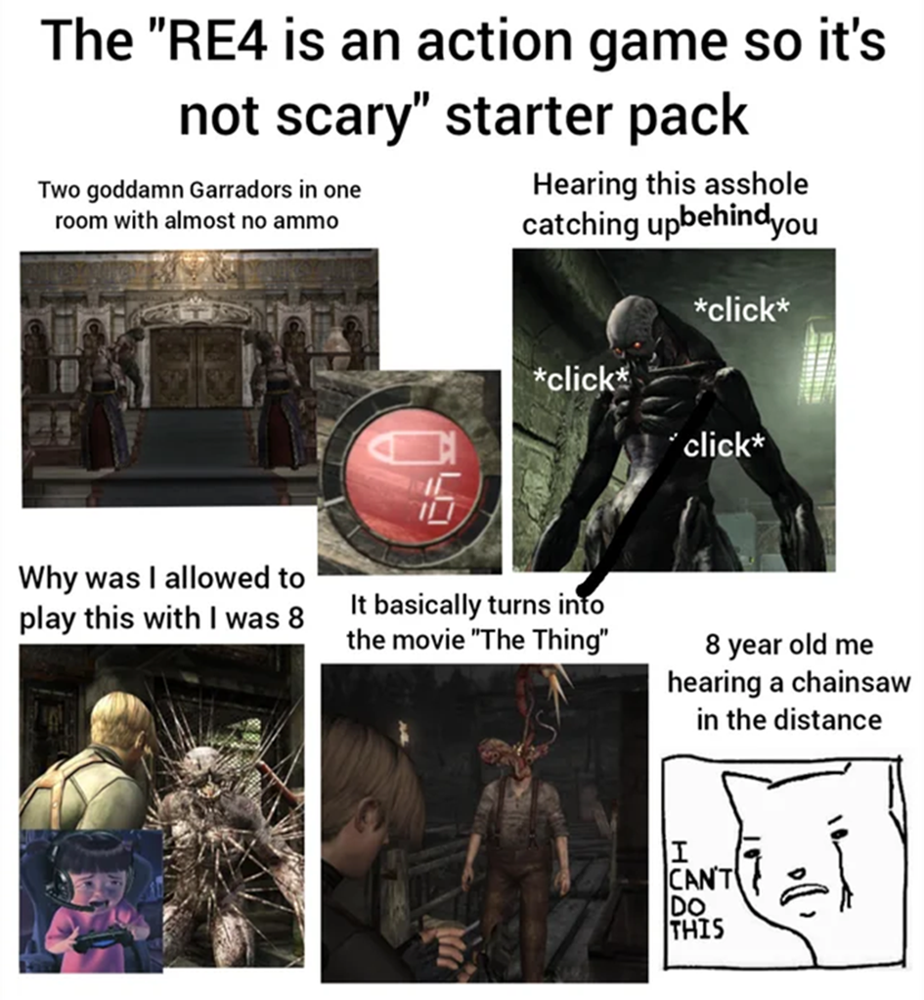 The "RE4 is an action game so it's
not scary" starter pack
Two goddamn Garradors in one
room with almost no ammo
Hearing this asshole
catching up behind you
*click*
*click*
click*
16
Why was I allowed to
play this with I was 8
It basically turns into
the movie "The Thing"
8 year old me
hearing a chainsaw
in the distance
I
CAN'T
DO
THIS